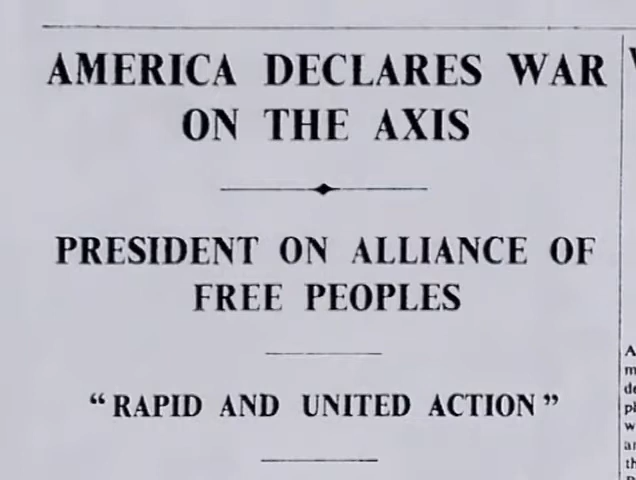 AMERICA DECLARES WAR
ON THE AXIS
PRESIDENT ON ALLIANCE OF
FREE PEOPLES
“RAPID AND UNITED ACTION”